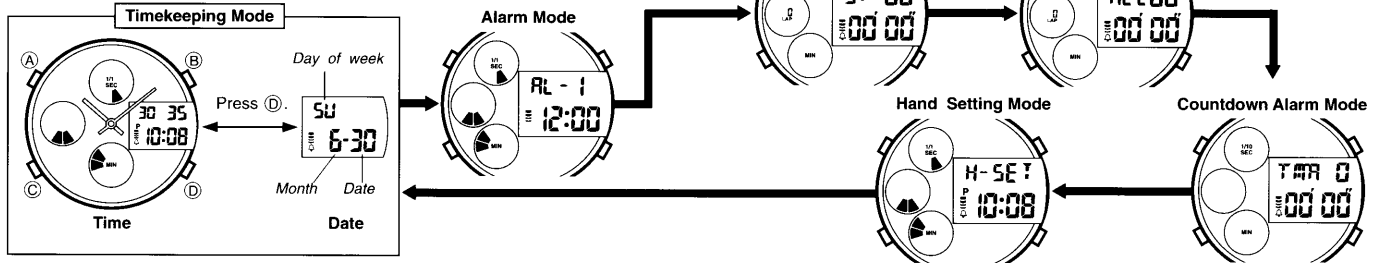 Timekeeping Mode
A
B
C
D
1/1 SEC
MIN
30 35
P 10:08
Time
Press D.
Day of week
SU
6-30
Month
Date
Date
Alarm Mode
1/1 SEC
MIN
AL-1
12:00
0 LAP
MIN
00'00"
0 LAP
MIN
00'00"
Countdown Alarm Mode
1/10 SEC
MIN
TMR 0
00'00"
Hand Setting Mode
1/1 SEC
MIN
H-SET
P 10:08